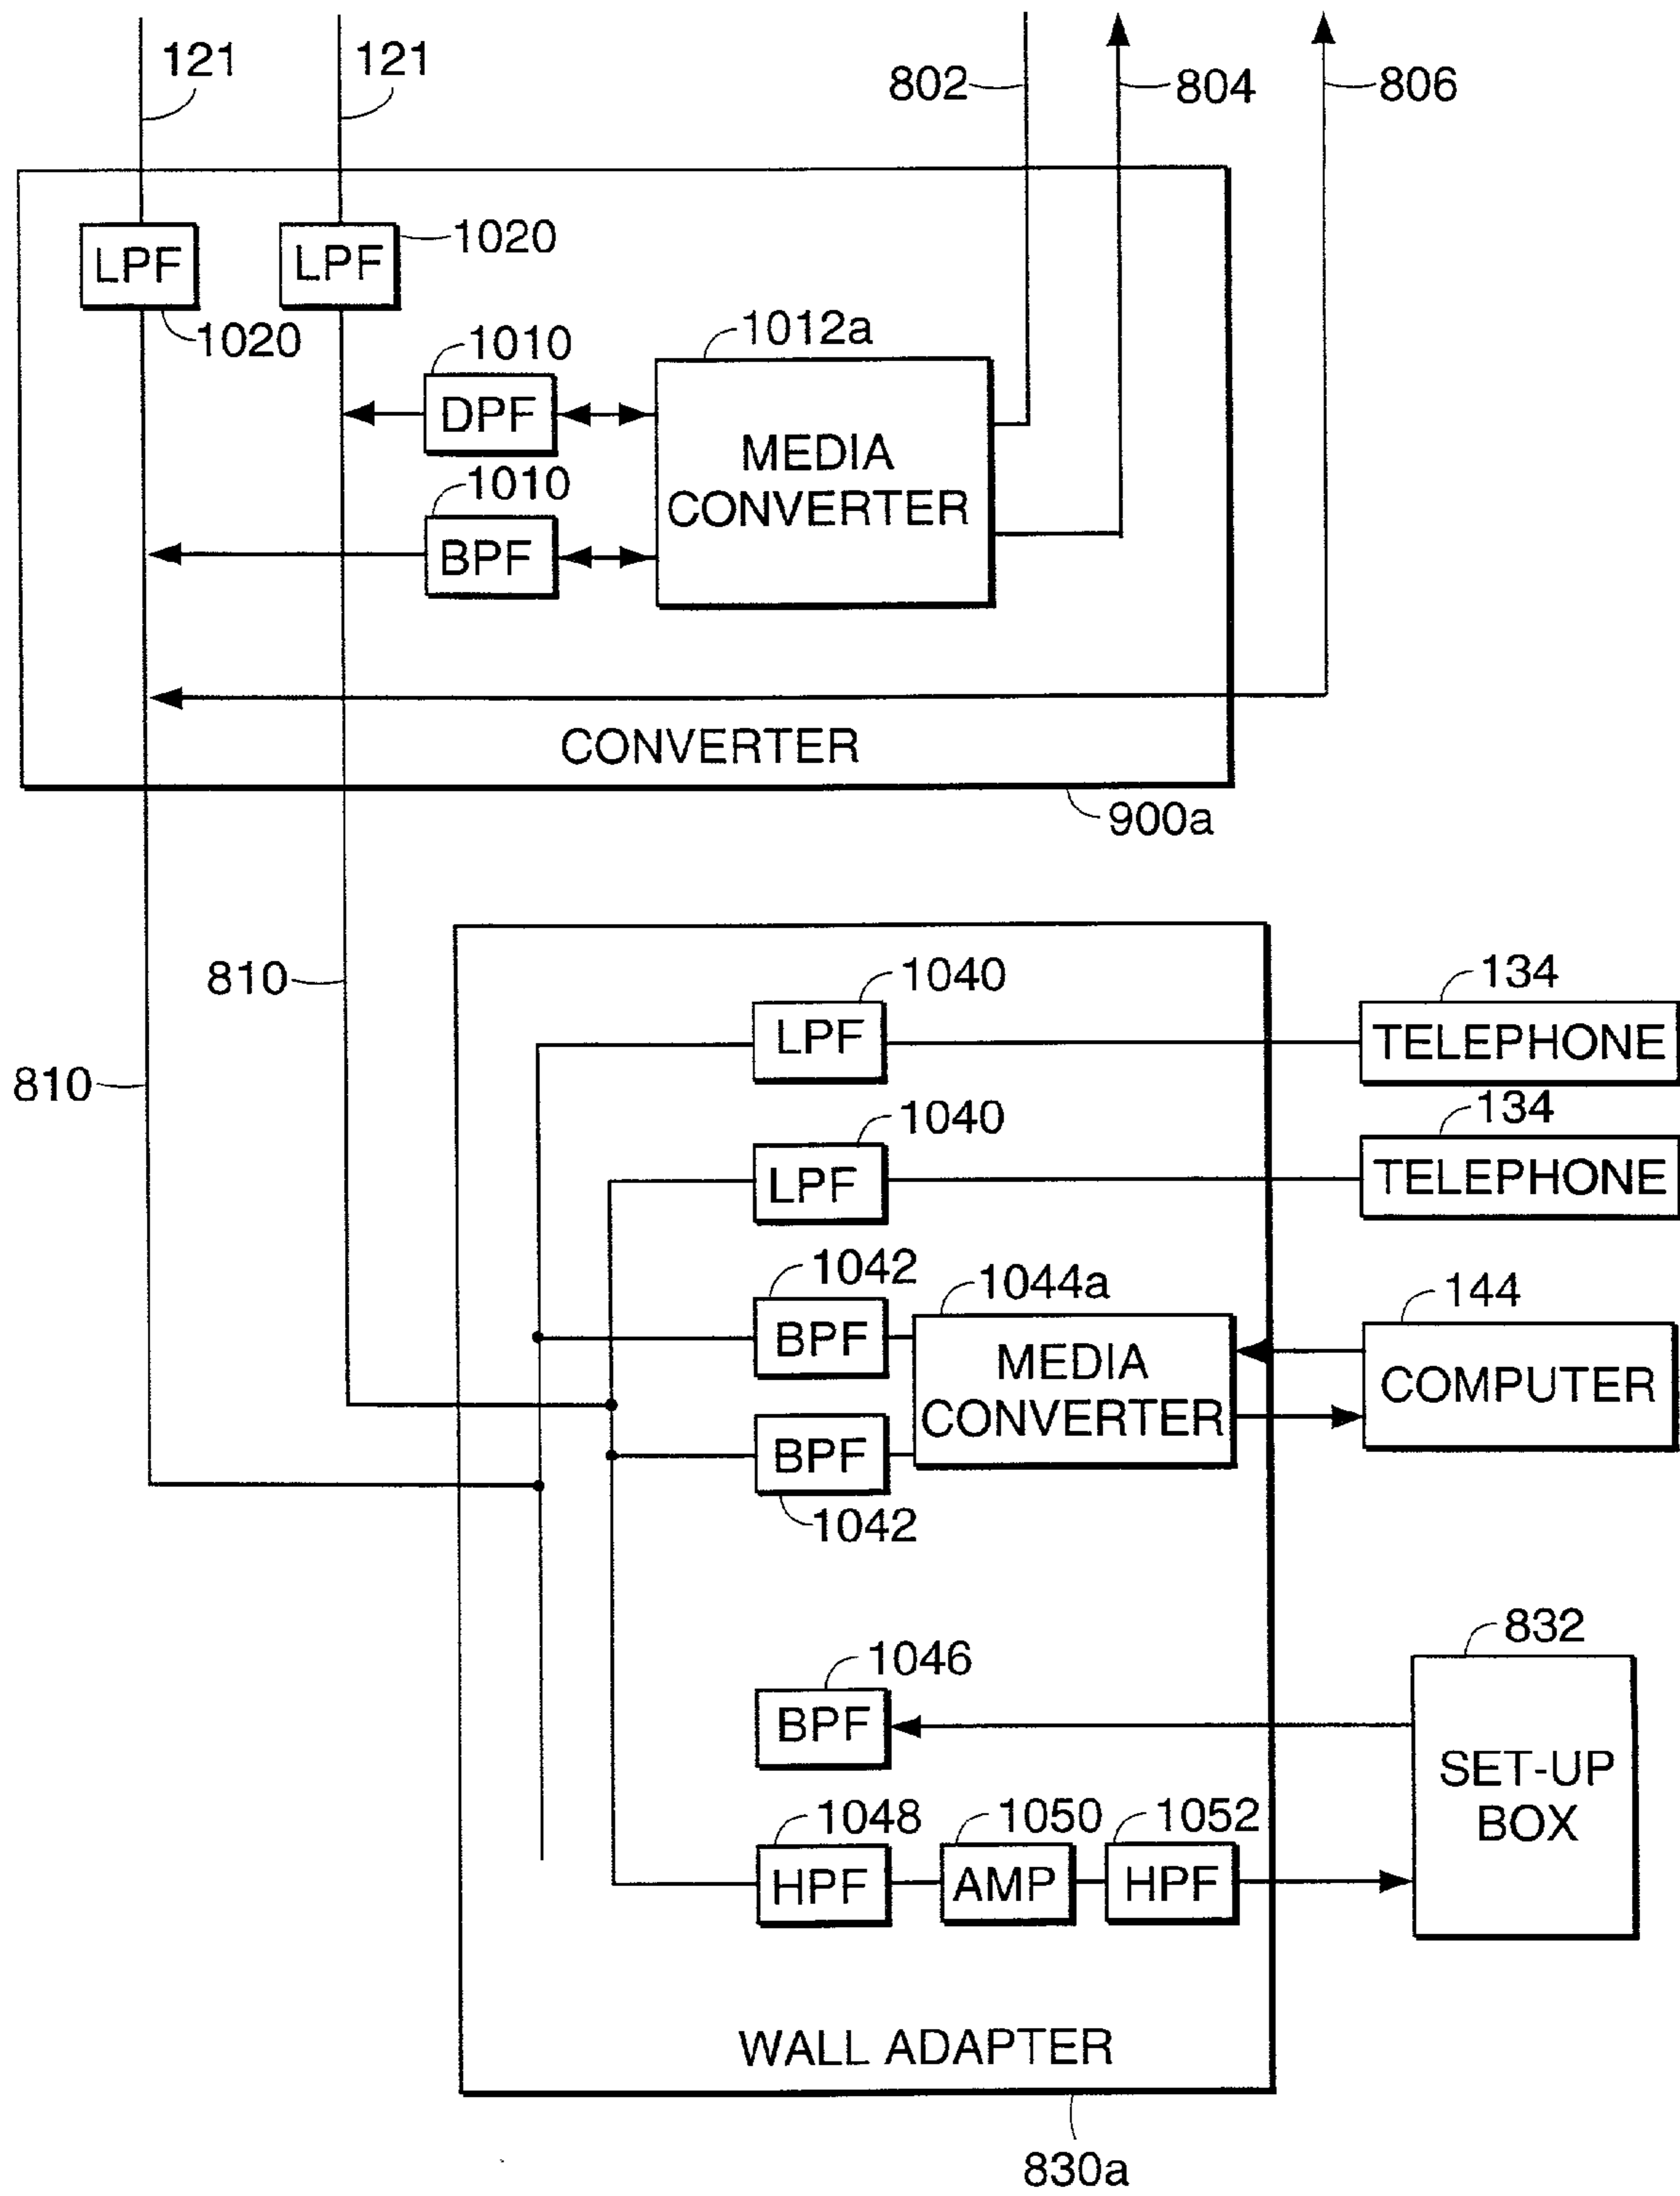 121
121
802
804
806
LPF
LPF
1020
1020
1010
DPF
1010
BPF
1012a
MEDIA
CONVERTER
CONVERTER
900a
810
810
1040
LPF
134
TELEPHONE
1040
LPF
134
TELEPHONE
1042
BPF
1044a
MEDIA
CONVERTER
144
COMPUTER
BPF
1042
1046
BPF
832
SET-UP
BOX
1048
HPF
1050
AMP
1052
HPF
WALL ADAPTER
830a